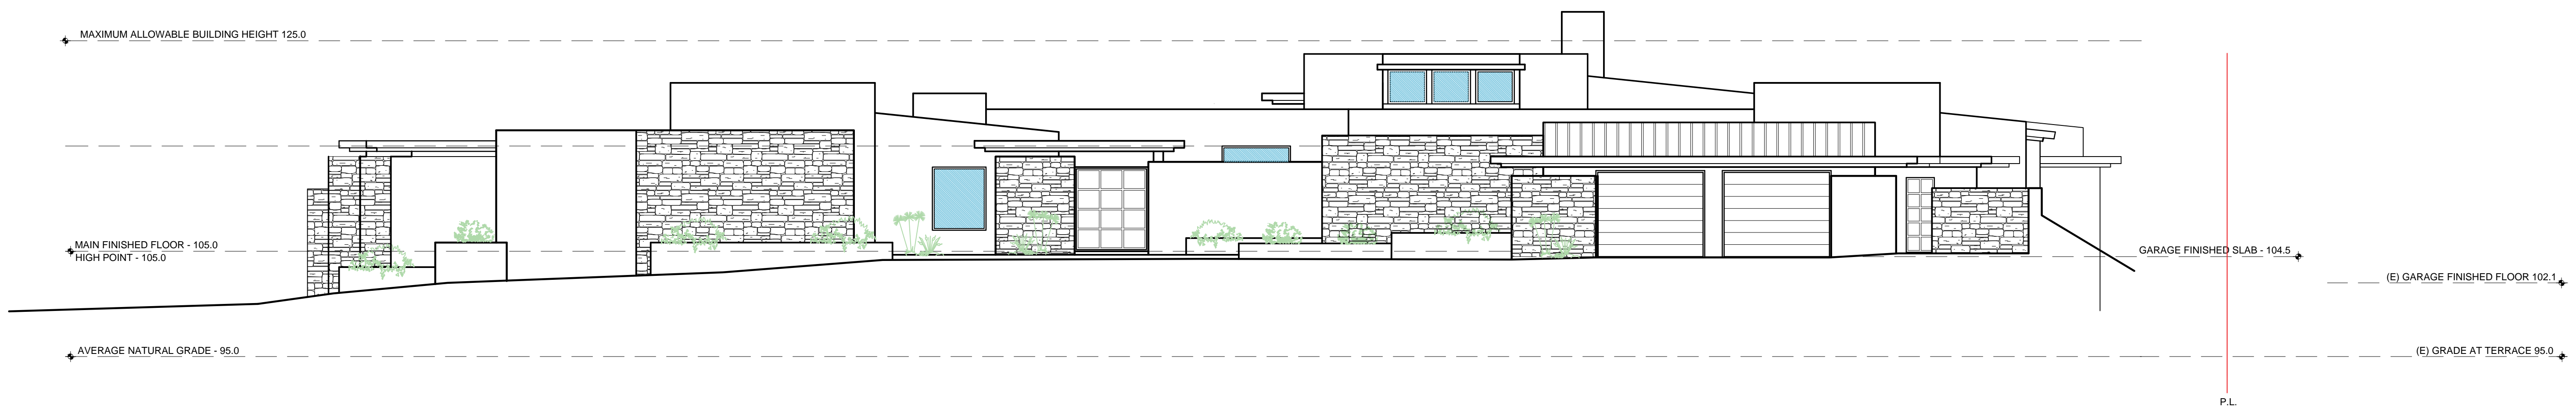 MAXIMUM ALLOWABLE BUILDING HEIGHT 125.0
MAIN FINISHED FLOOR - 105.0
HIGH POINT - 105.0
GARAGE FINISHED SLAB - 104.5
(E) GARAGE FINISHED FLOOR 102.1
AVERAGE NATURAL GRADE - 95.0
(E) GRADE AT TERRACE 95.0
P.L.